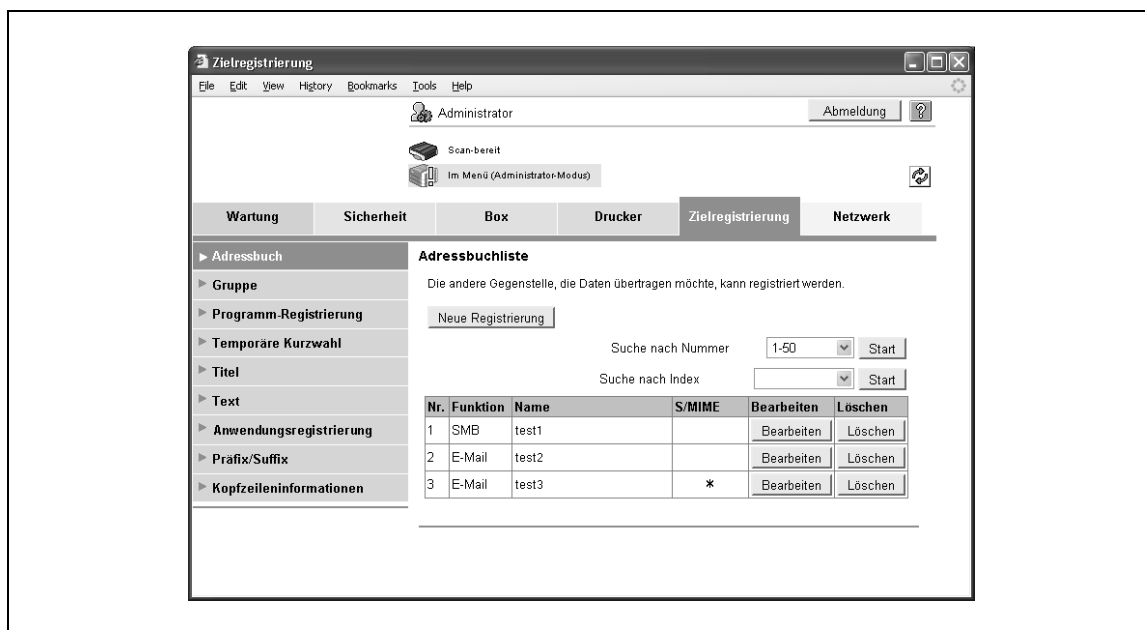 Zielregistrierung
File Edit View History Bookmarks Tools Help
Administrator Abmeldung ?
Scan-bereit
Im Menü (Administrator-Modus)
Wartung Sicherheit Box Drucker Zielregistrierung Netzwerk
Adressbuch
Gruppe
Programm-Registrierung
Temporäre Kurzwahl
Titel
Text
Anwendungsregistrierung
Präfix/Suffix
Kopfzeileninformationen
Adressbuchliste
Die andere Gegenstelle, die Daten übertragen möchte, kann registriert werden.
Neue Registrierung
Suche nach Nummer 1-50 Start
Suche nach Index Start
Nr. Funktion Name S/MIME Bearbeiten Löschen
1 SMB test1 Bearbeiten Löschen
2 E-Mail test2 Bearbeiten Löschen
3 E-Mail test3 * Bearbeiten Löschen